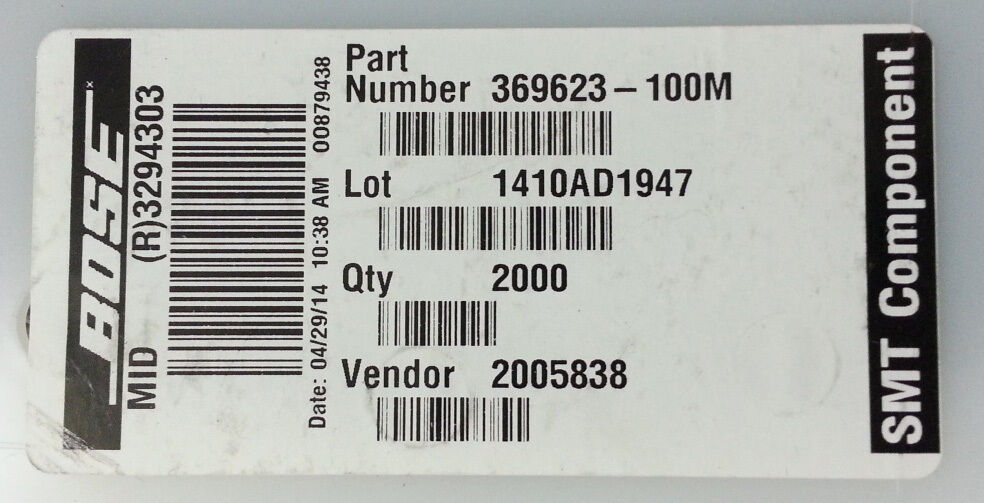 BOSE
MID (R)3294303
Date: 04/29/14 10:38 AM 00879438
Part
Number 369623-100M
Lot 1410AD1947
Qty 2000
Vendor 2005838
SMT Component